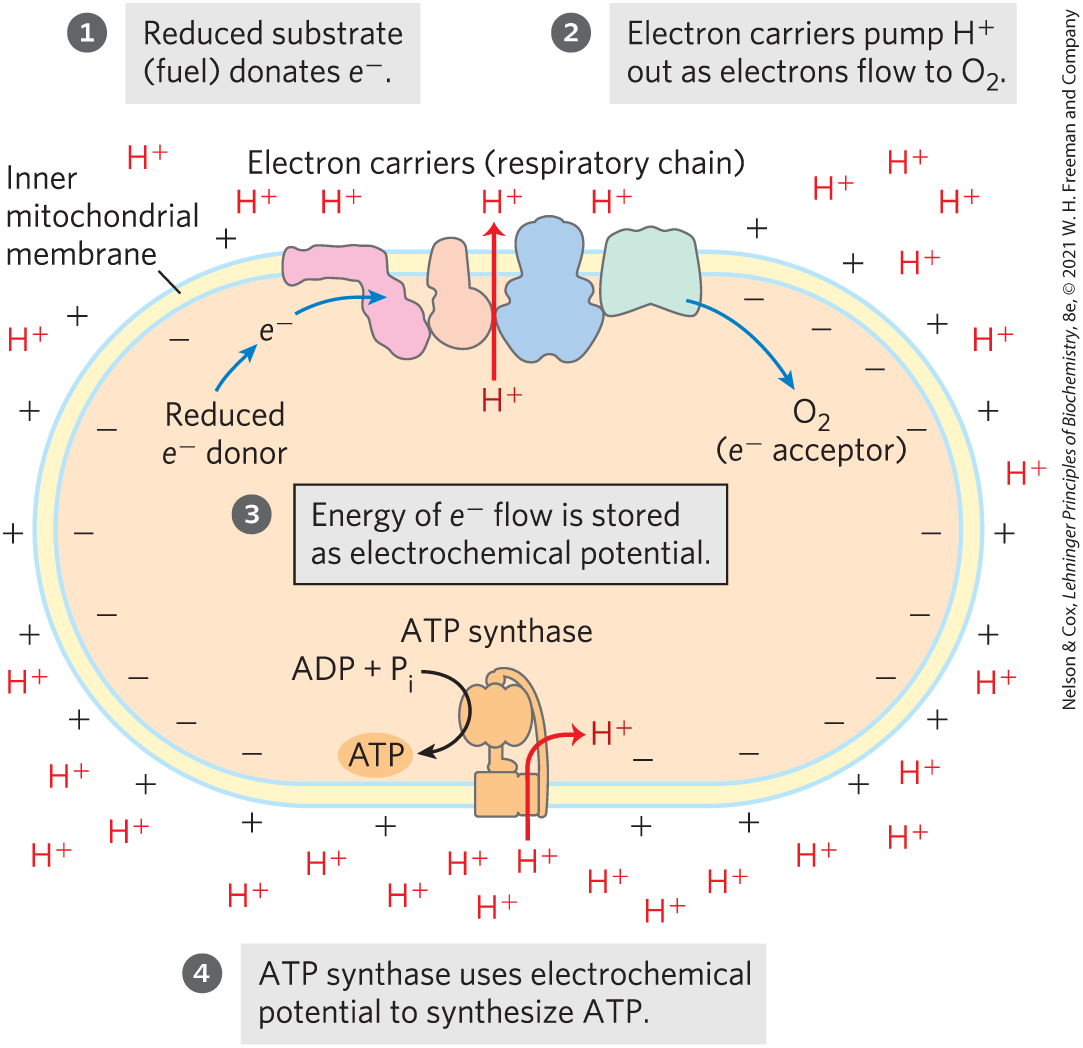 1 Reduced substrate
(fuel) donates e⁻.
2 Electron carriers pump H⁺
out as electrons flow to O₂.
Nelson & Cox, Lehninger Principles of Biochemistry, 8e, © 2021 W. H. Freeman and Company
Electron carriers (respiratory chain)
Inner
mitochondrial
membrane
H⁺
H⁺ H⁺ H⁺ H⁺
H⁺ H⁺ H⁺
H⁺
+ +
+
+ +
− −
− −
−
H⁺ H⁺
e⁻
H⁺
Reduced
e⁻ donor
O₂
(e⁻ acceptor)
+ +
− −
H⁺
3 Energy of e⁻ flow is stored
as electrochemical potential.
+ − − +
− −
+ +
ATP synthase
ADP + Pᵢ
H⁺ H⁺
− −
+ +
− −
ATP
H⁺
− − −
H⁺ H⁺
+ +
+ + + +
H⁺ H⁺
H⁺ H⁺
H⁺ H⁺ H⁺
H⁺ H⁺ H⁺ H⁺
H⁺ H⁺
4 ATP synthase uses electrochemical
potential to synthesize ATP.